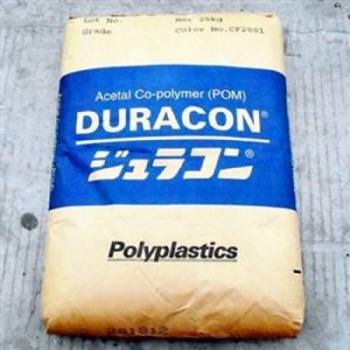 Lot No. Net 25kg
Grade Color No.CF2001
Acetal Co-polymer (POM)
DURACON®
ジュラコン®
Polyplastics